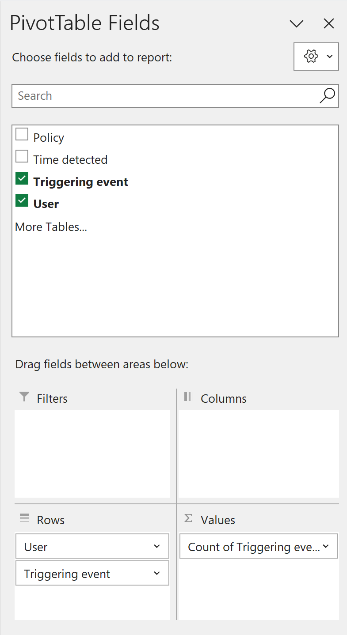 PivotTable Fields
Choose fields to add to report:
Search
Policy
Time detected
Triggering event
User
More Tables...
Drag fields between areas below:
Filters
Columns
Rows
Σ Values
User
Count of Triggering eve...
Triggering event